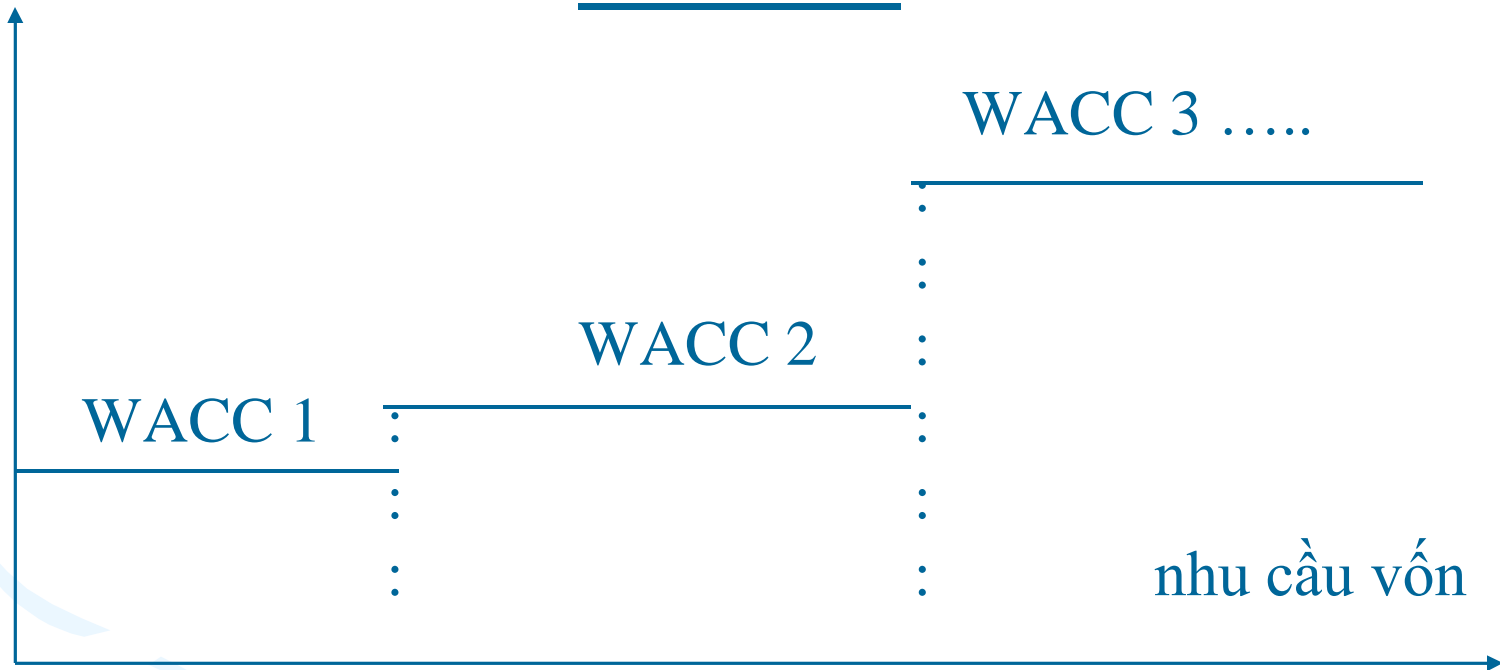 WACC 3 .....
WACC 2
WACC 1
nhu cầu vốn